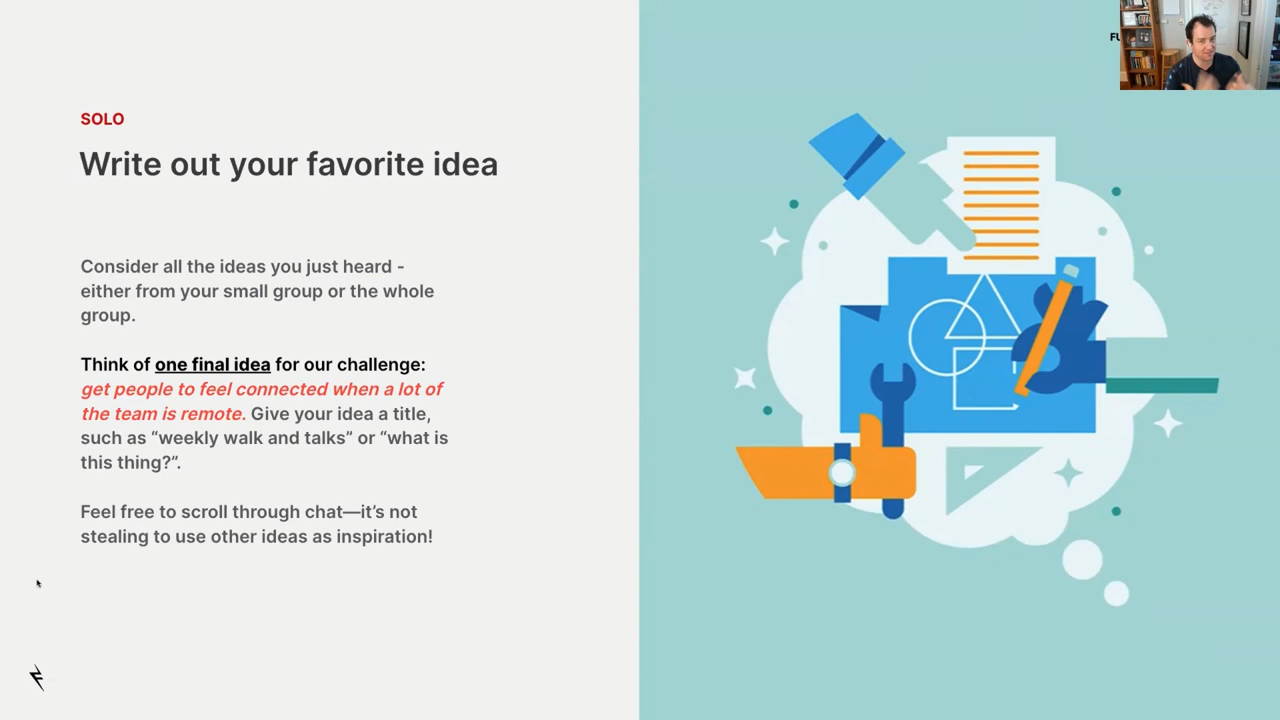 SOLO
Write out your favorite idea
Consider all the ideas you just heard -
either from your small group or the whole
group.
Think of one final idea for our challenge:
get people to feel connected when a lot of
the team is remote. Give your idea a title,
such as “weekly walk and talks” or “what is
this thing?”.
Feel free to scroll through chat—it’s not
stealing to use other ideas as inspiration!